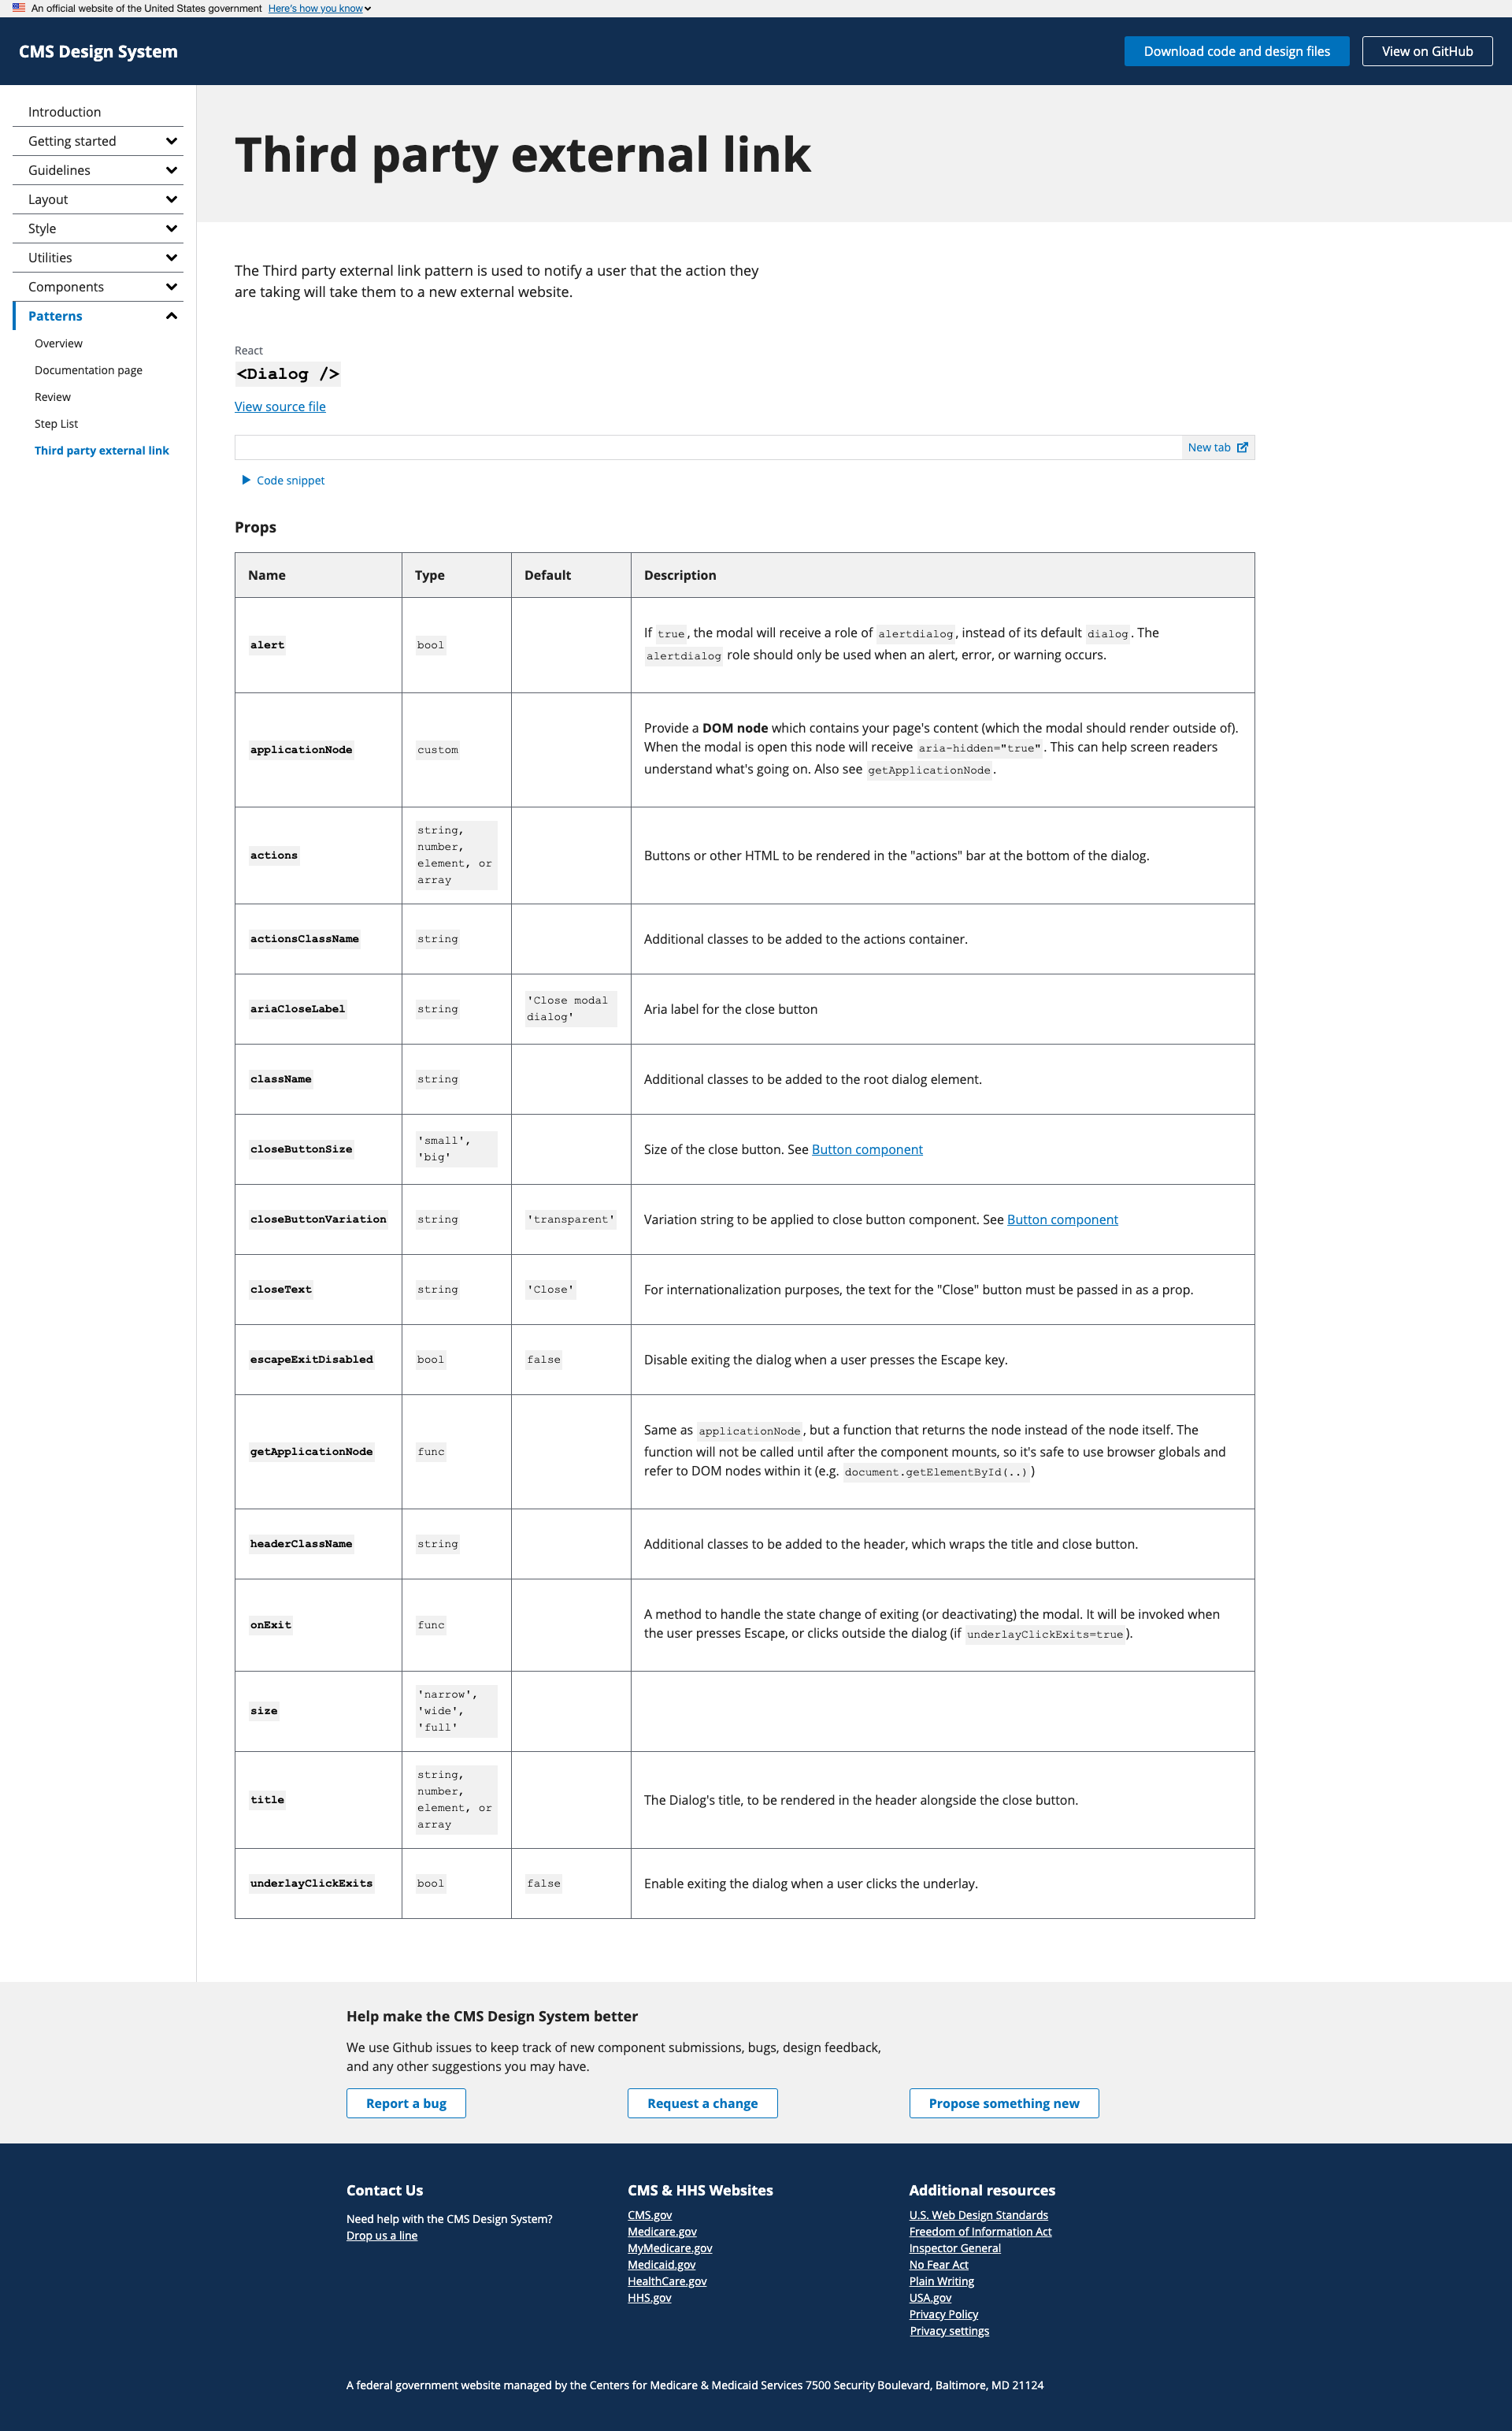 An official website of the United States government Here's how you know
CMS Design System
Download code and design files
View on GitHub
Introduction
Getting started
Guidelines
Layout
Style
Utilities
Components
Patterns
Overview
Documentation page
Review
Step List
Third party external link
Third party external link
The Third party external link pattern is used to notify a user that the action they
are taking will take them to a new external website.
React
<Dialog />
View source file
New tab
Code snippet
Props
Name Type Default Description
alert bool If true, the modal will receive a role of alertdialog, instead of its default dialog. The
alertdialog role should only be used when an alert, error, or warning occurs.
applicationNode custom Provide a DOM node which contains your page's content (which the modal should render outside of).
When the modal is open this node will receive aria-hidden="true". This can help screen readers
understand what's going on. Also see getApplicationNode.
actions
string,
number,
element, or
array
Buttons or other HTML to be rendered in the "actions" bar at the bottom of the dialog.
actionsClassName string Additional classes to be added to the actions container.
ariaCloseLabel string
'Close modal
dialog'
Aria label for the close button
className string Additional classes to be added to the root dialog element.
closeButtonSize
'small',
'big'
Size of the close button. See Button component
closeButtonVariation string 'transparent' Variation string to be applied to close button component. See Button component
closeText string 'Close' For internationalization purposes, the text for the "Close" button must be passed in as a prop.
escapeExitDisabled bool false Disable exiting the dialog when a user presses the Escape key.
getApplicationNode func Same as applicationNode, but a function that returns the node instead of the node itself. The
function will not be called until after the component mounts, so it's safe to use browser globals and
refer to DOM nodes within it (e.g. document.getElementById(..))
headerClassName string Additional classes to be added to the header, which wraps the title and close button.
onExit func A method to handle the state change of exiting (or deactivating) the modal. It will be invoked when
the user presses Escape, or clicks outside the dialog (if underlayClickExits=true).
size
'narrow',
'wide',
'full'
title
string,
number,
element, or
array
The Dialog's title, to be rendered in the header alongside the close button.
underlayClickExits bool false Enable exiting the dialog when a user clicks the underlay.
Help make the CMS Design System better
We use Github issues to keep track of new component submissions, bugs, design feedback,
and any other suggestions you may have.
Report a bug
Request a change
Propose something new
Contact Us
Need help with the CMS Design System?
Drop us a line
CMS & HHS Websites
CMS.gov
Medicare.gov
MyMedicare.gov
Medicaid.gov
HealthCare.gov
HHS.gov
Additional resources
U.S. Web Design Standards
Freedom of Information Act
Inspector General
No Fear Act
Plain Writing
USA.gov
Privacy Policy
Privacy settings
A federal government website managed by the Centers for Medicare & Medicaid Services 7500 Security Boulevard, Baltimore, MD 21124